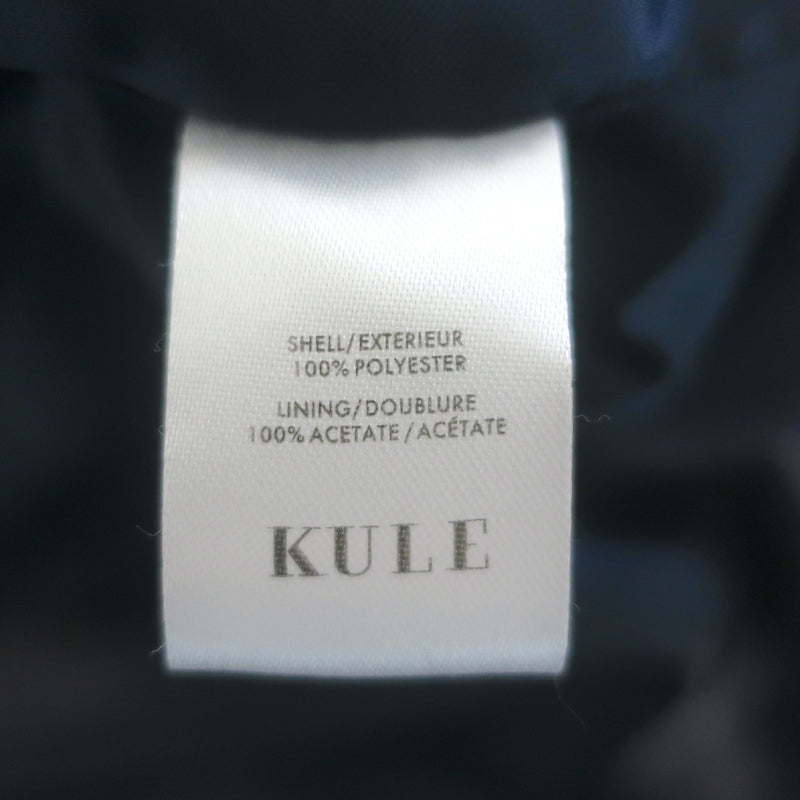 SHELL/EXTERIEUR
100% POLYESTER
LINING/DOUBLURE
100% ACETATE/ACÉTATE
KULE